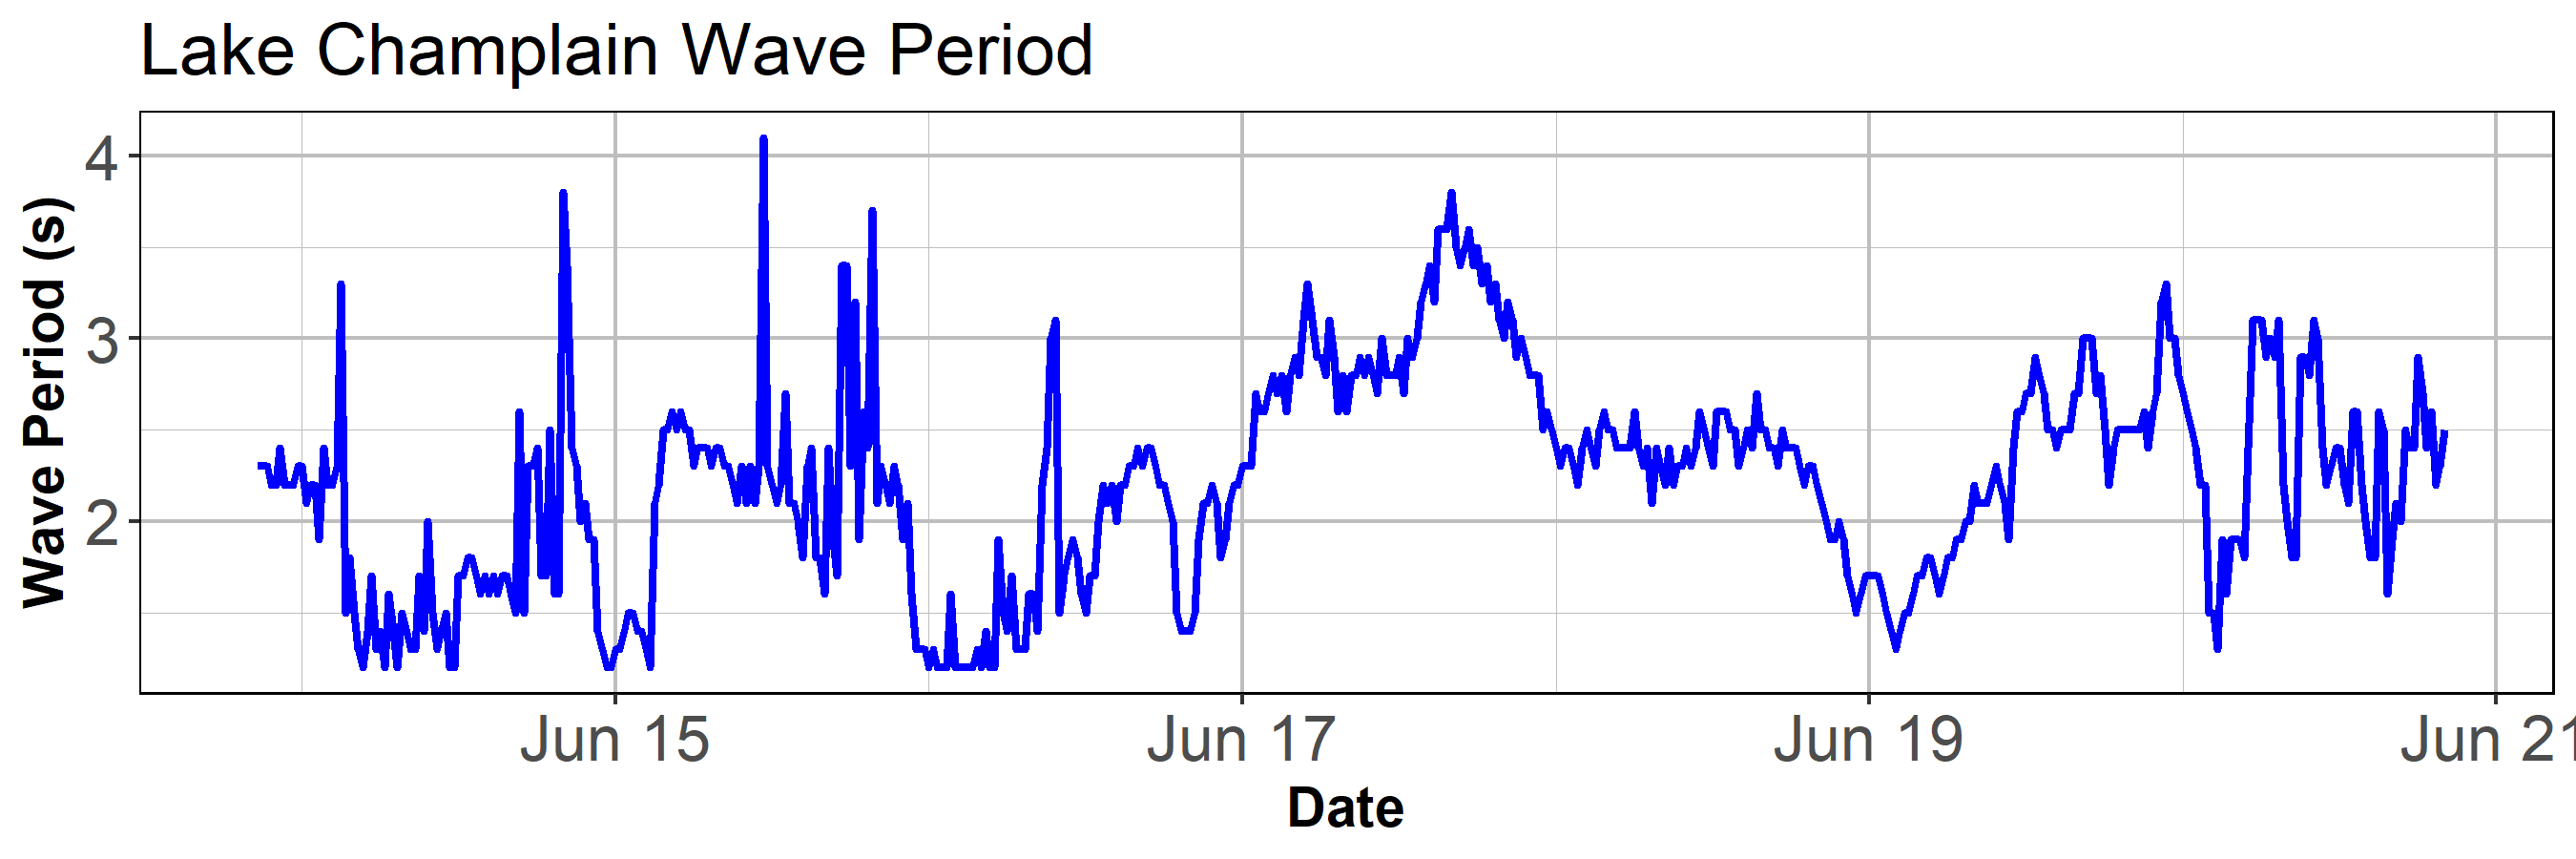 Lake Champlain Wave Period
Wave Period (s)
4
3
2
Jun 15
Jun 17
Jun 19
Jun 21
Date